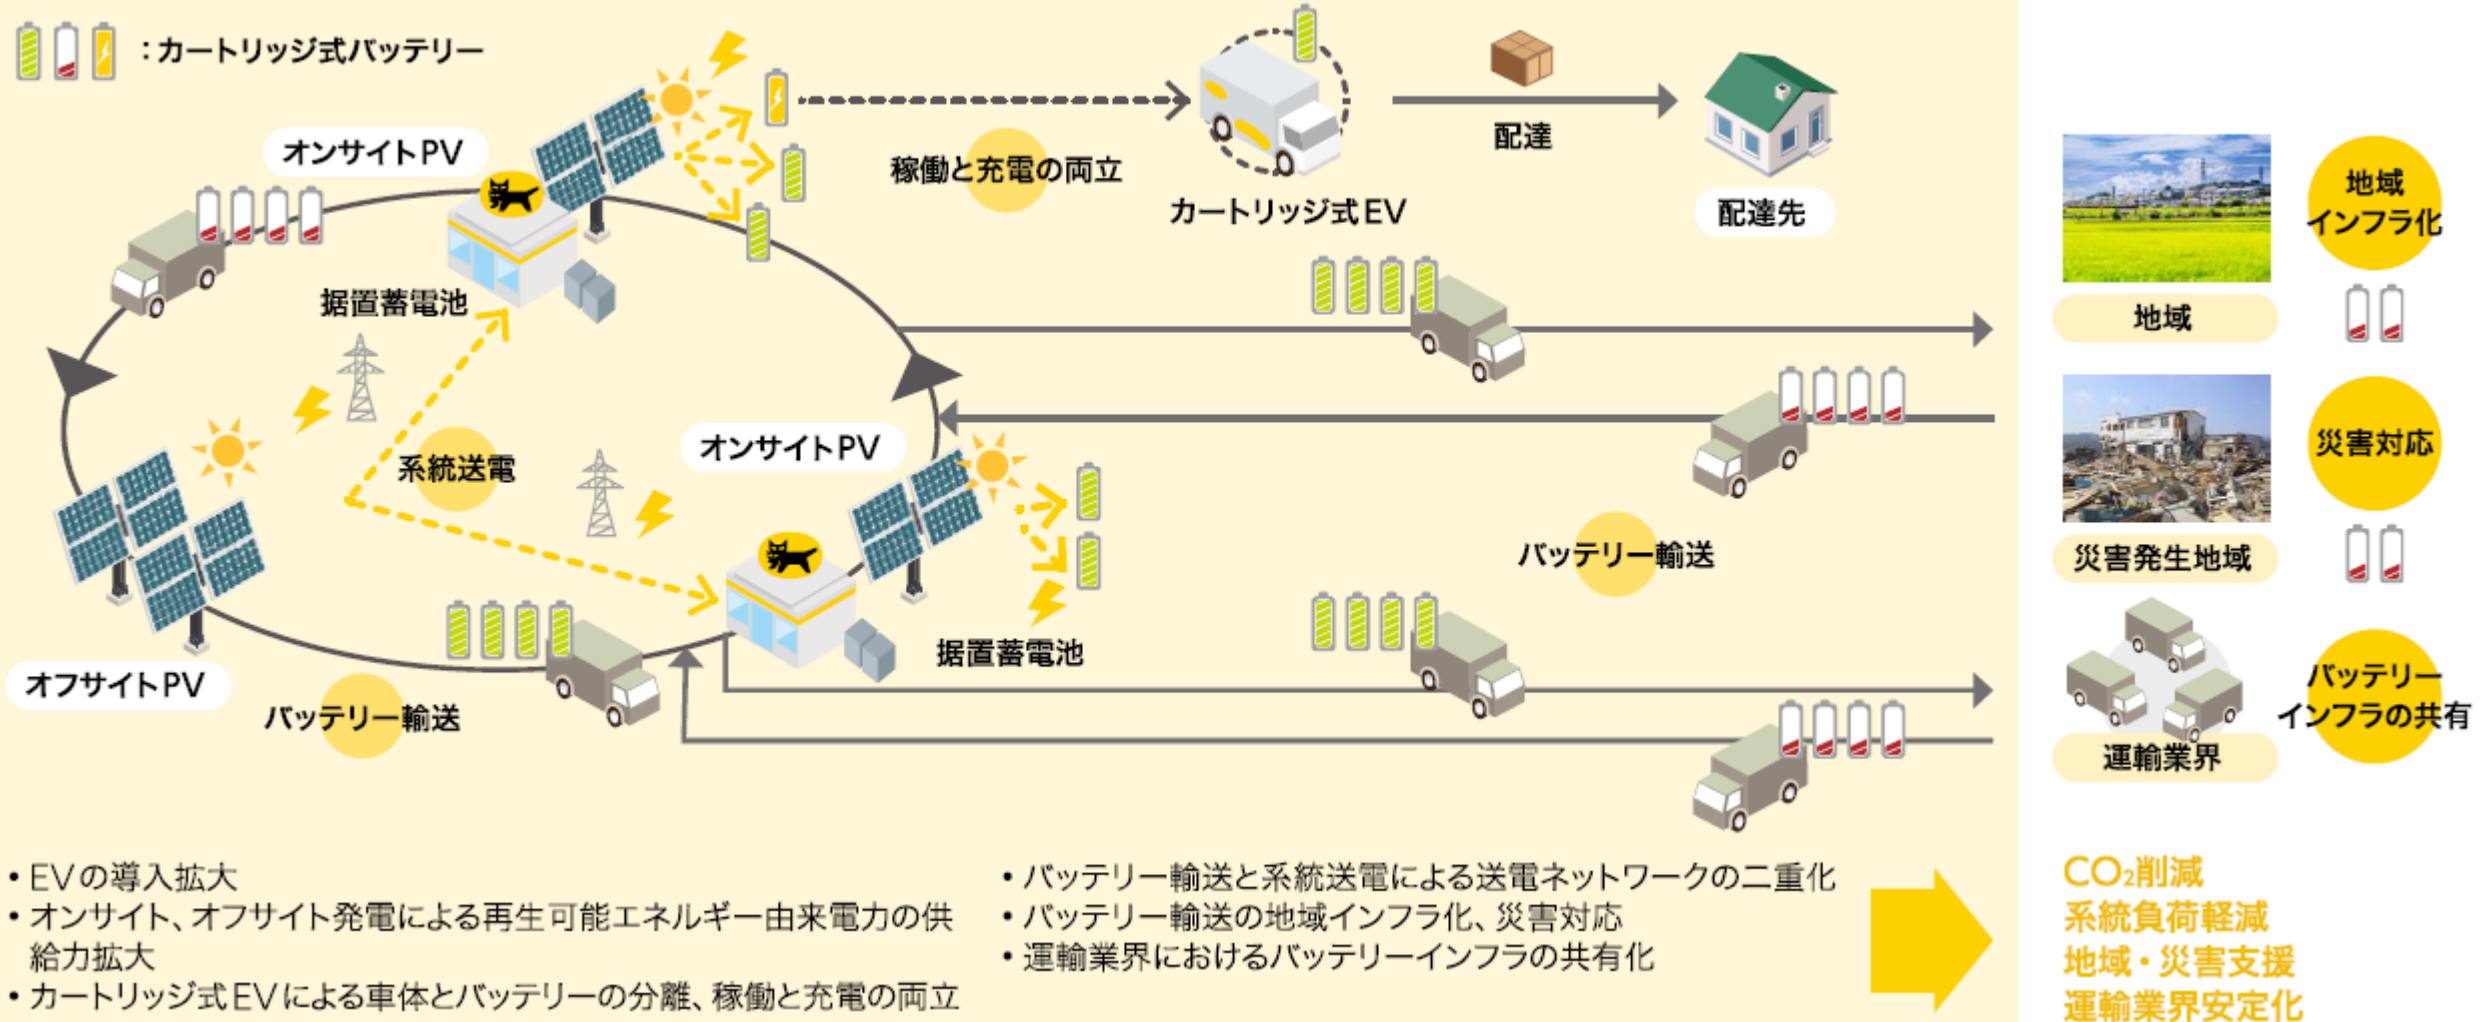 ：カートリッジ式バッテリー
オンサイトPV
据置蓄電池
稼働と充電の両立
カートリッジ式EV
配達
配達先
系統送電
オンサイトPV
据置蓄電池
オフサイトPV
バッテリー輸送
バッテリー輸送
地域
地域
インフラ化
災害発生地域
災害対応
運輸業界
バッテリー
インフラの共有
• EVの導入拡大
• オンサイト、オフサイト発電による再生可能エネルギー由来電力の供
給力拡大
• カートリッジ式EVによる車体とバッテリーの分離、稼働と充電の両立
• バッテリー輸送と系統送電による送電ネットワークの二重化
• バッテリー輸送の地域インフラ化、災害対応
• 運輸業界におけるバッテリーインフラの共有化
CO₂削減
系統負荷軽減
地域・災害支援
運輸業界安定化